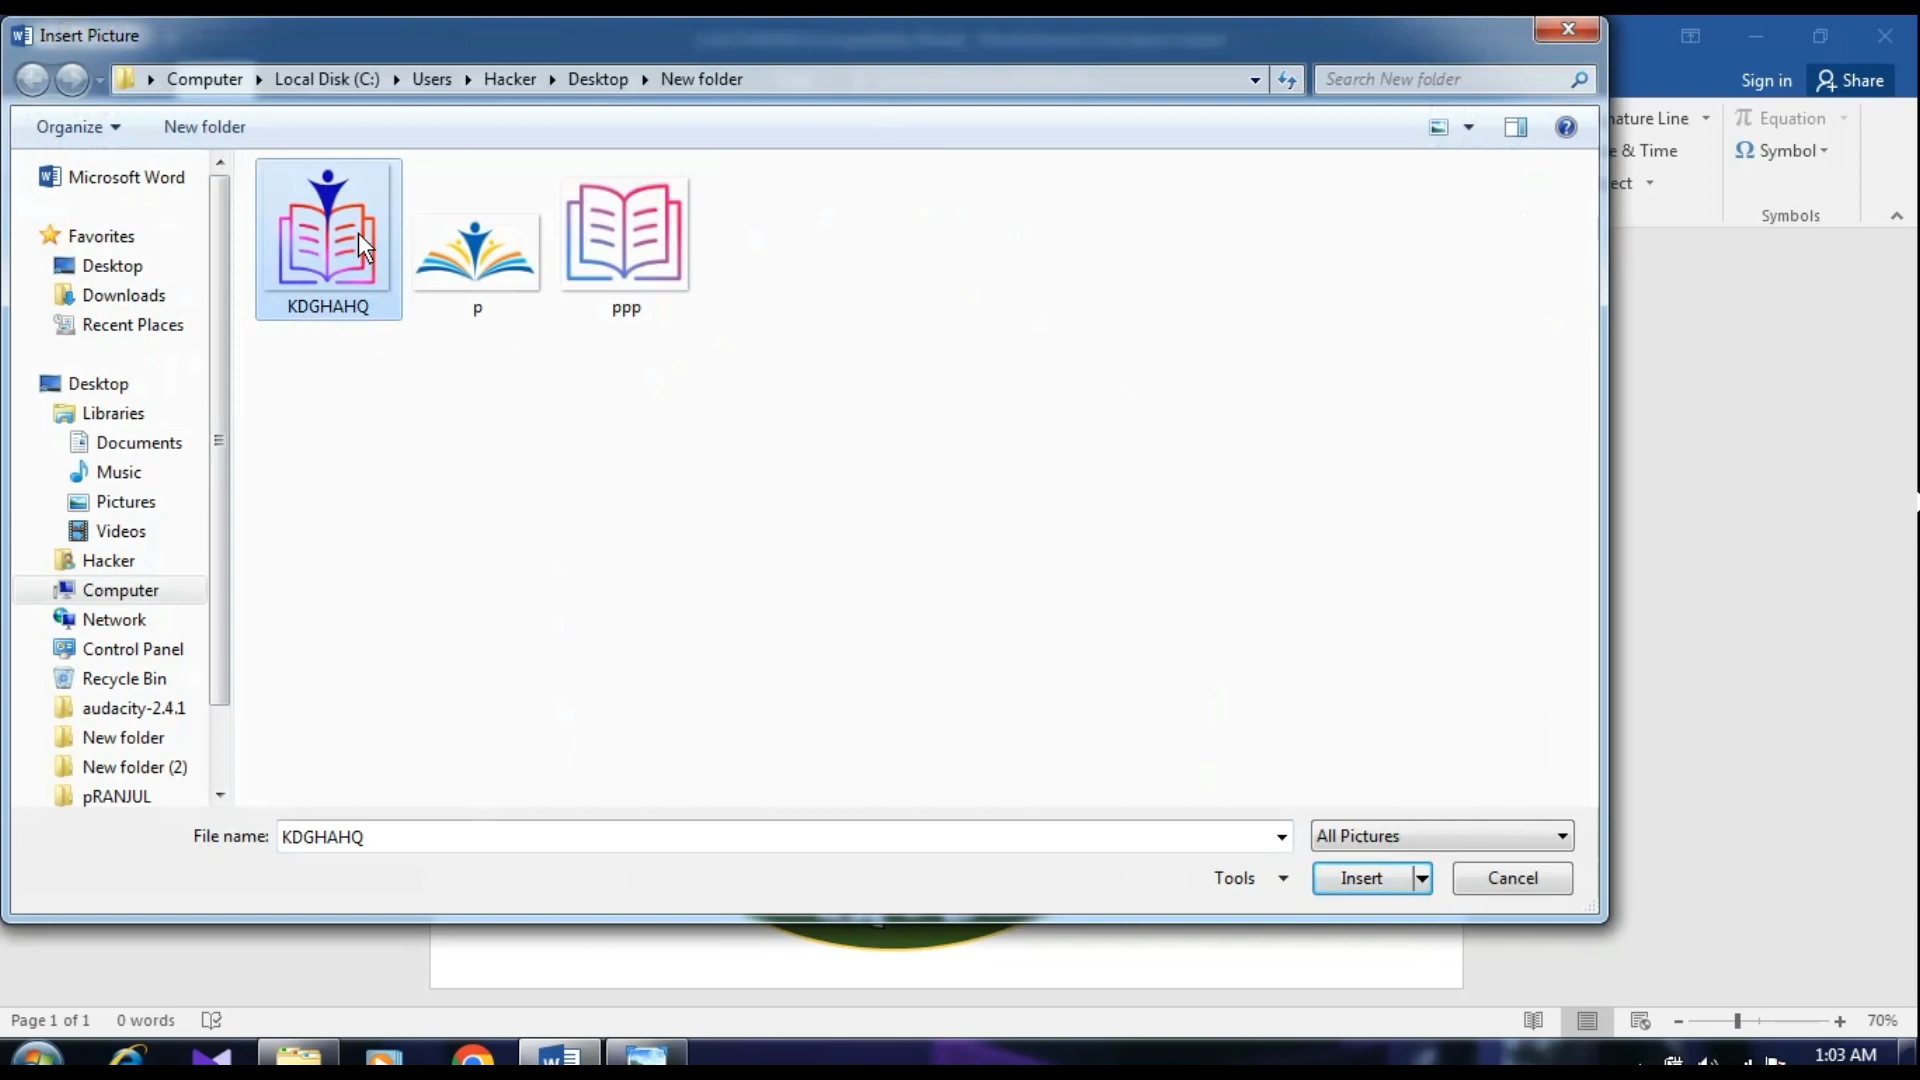 Insert Picture
Computer Local Disk (C:) Users Hacker Desktop New folder
Search New folder
Sign in Share
Organize New folder
ature Line Equation
e & Time Symbol
ect
Symbols
Microsoft Word
Favorites
Desktop
Downloads
Recent Places
Desktop
Libraries
Documents
Music
Pictures
Videos
Hacker
Computer
Network
Control Panel
Recycle Bin
audacity-2.4.1
New folder
New folder (2)
pRANJUL
KDGHAHQ p ppp
File name: KDGHAHQ All Pictures
Tools Insert Cancel
Page 1 of 1 0 words 70%
1:03 AM